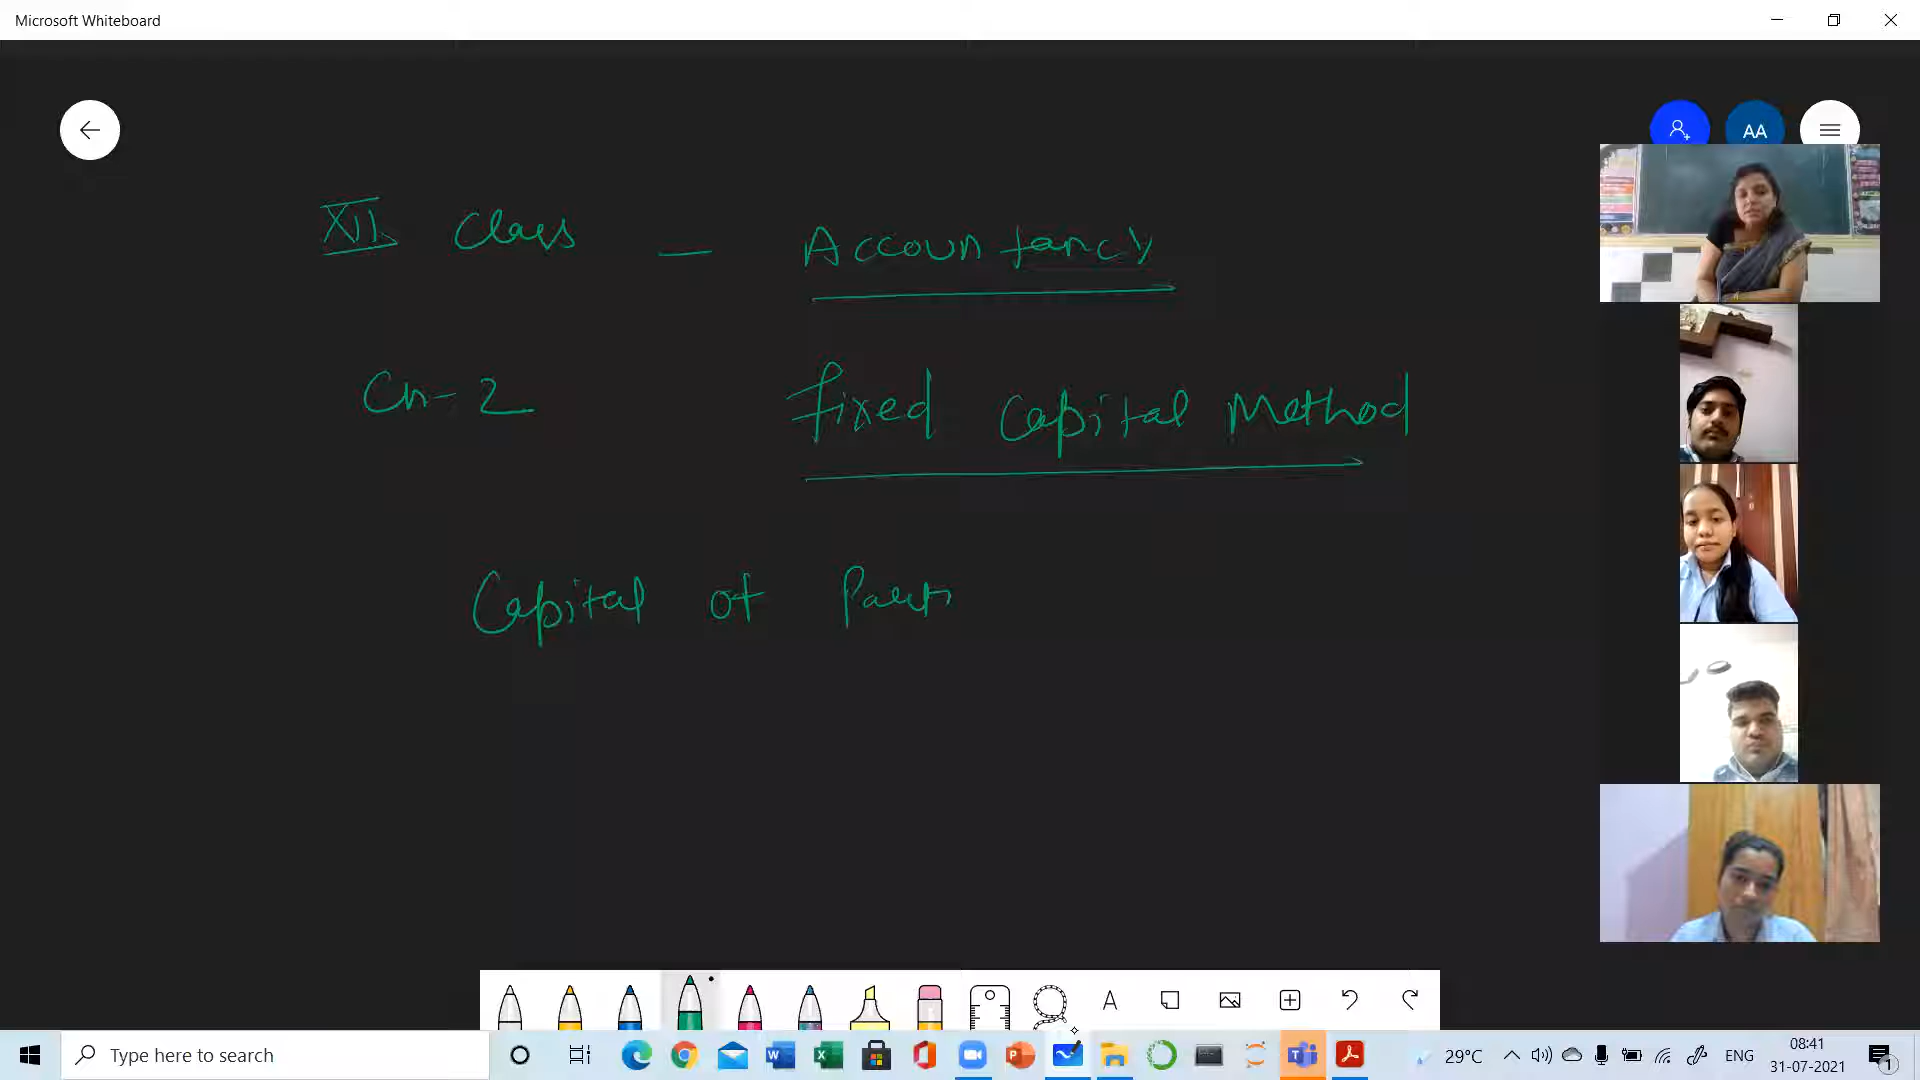 Microsoft Whiteboard
AA
XII Class - Accountancy
Ch-2 Fixed Capital Method
Capital of Partn
Type here to search
29°C
ENG
08:41
31-07-2021
1